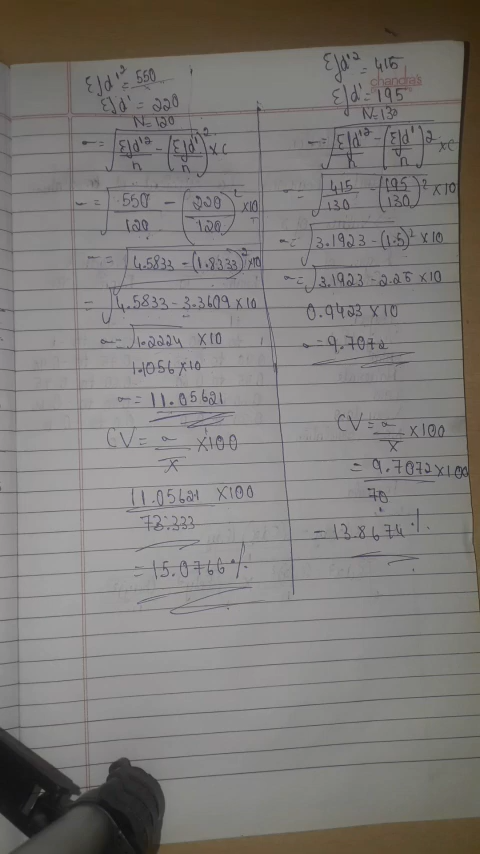 Σfd'² = 550
Σfd' = 220
N = 120
σ = √(Σfd'²/n - (Σfd'/n)²) × C
σ = √(550/120 - (220/120)²) × 10
σ = √(4.5833 - (1.8333)²) × 10
= √(4.5833 - 3.3609) × 10
σ = √1.2224 × 10
1.1056 × 10
σ = 11.05621
CV = σ/x̄ × 100
11.05621/73.333 × 100
= 15.0766 %
Σfd'² = 415
chandra's
Σfd' = 195
N = 130
σ = √(Σfd'²/n - (Σfd'/n)²) × C
σ = √(415/130 - (195/130)²) × 10
σ = √(3.1923 - (1.5)²) × 10
σ = √(3.1923 - 2.25) × 10
0.9423 × 10
σ = 9.7072
CV = σ/x̄ × 100
= 9.7072/70 × 100
= 13.8674 %